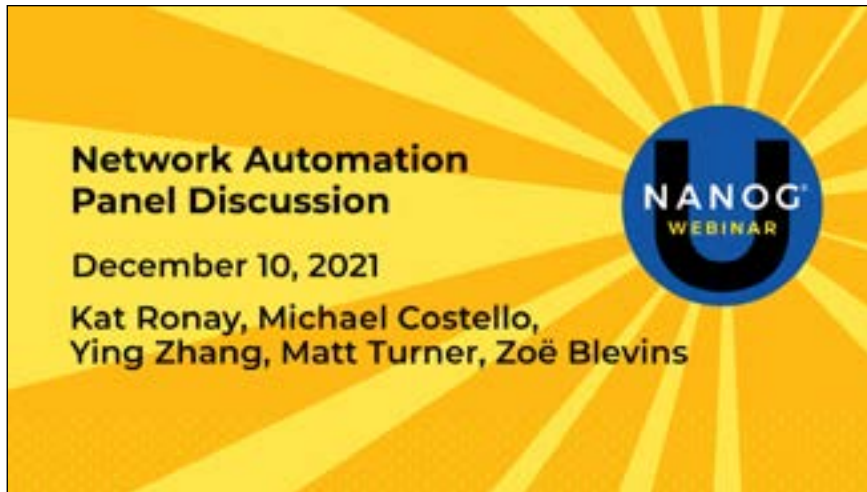 Network Automation
Panel Discussion
December 10, 2021
Kat Ronay, Michael Costello,
Ying Zhang, Matt Turner, Zoë Blevins
U
NANOG®
WEBINAR